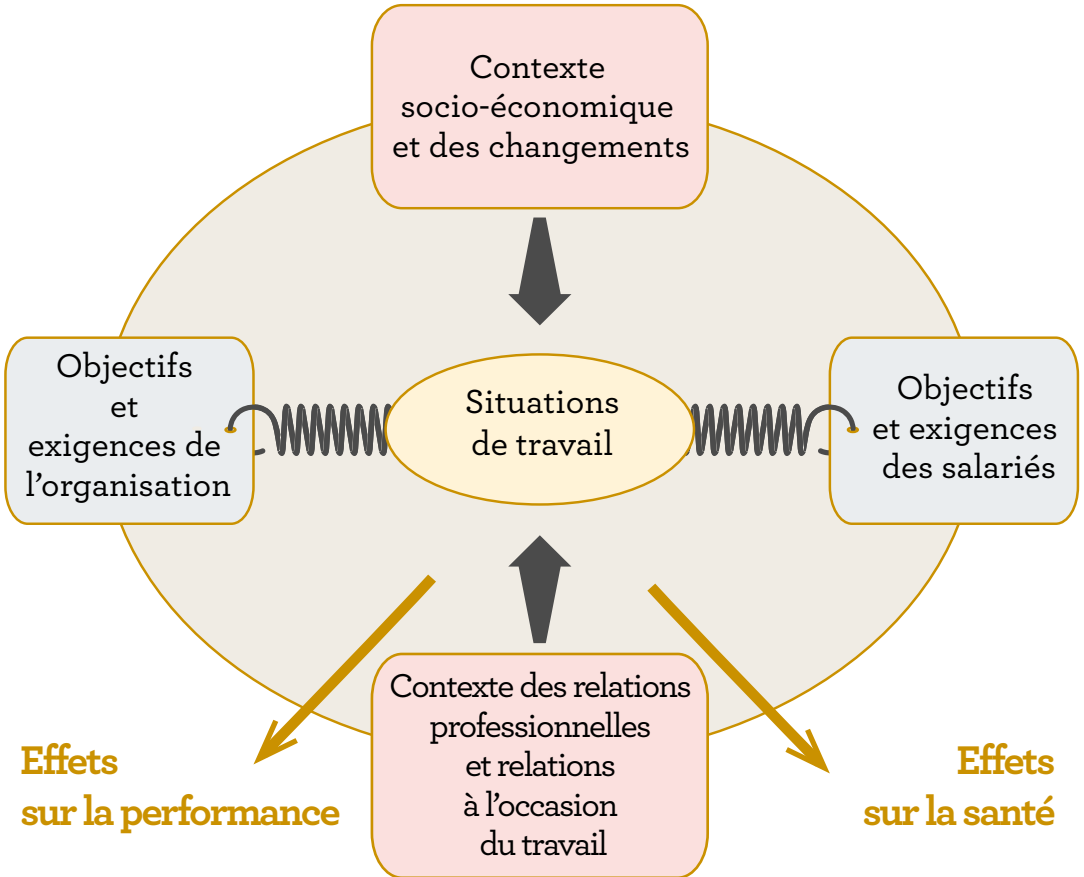 Contexte
socio-économique
et des changements
Objectifs
et
exigences de
l’organisation
Situations
de travail
Objectifs
et exigences
des salariés
Contexte des relations
professionnelles
et relations
à l’occasion
du travail
Effets
sur la performance
Effets
sur la santé